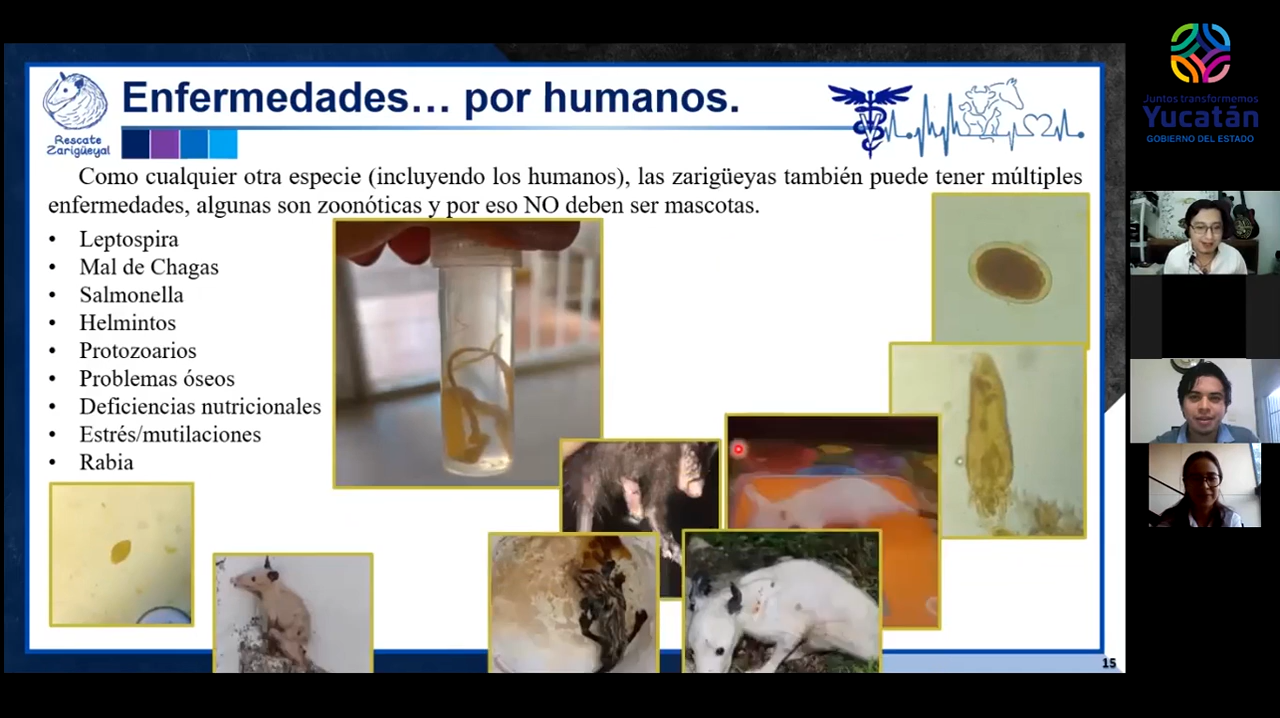 Enfermedades… por humanos.
Rescate
Zarigüeyal
Juntos transformemos
Yucatán
GOBIERNO DEL ESTADO
Como cualquier otra especie (incluyendo los humanos), las zarigüeyas también puede tener múltiples
enfermedades, algunas son zoonóticas y por eso NO deben ser mascotas.
• Leptospira
• Mal de Chagas
• Salmonella
• Helmintos
• Protozoarios
• Problemas óseos
• Deficiencias nutricionales
• Estrés/mutilaciones
• Rabia
15